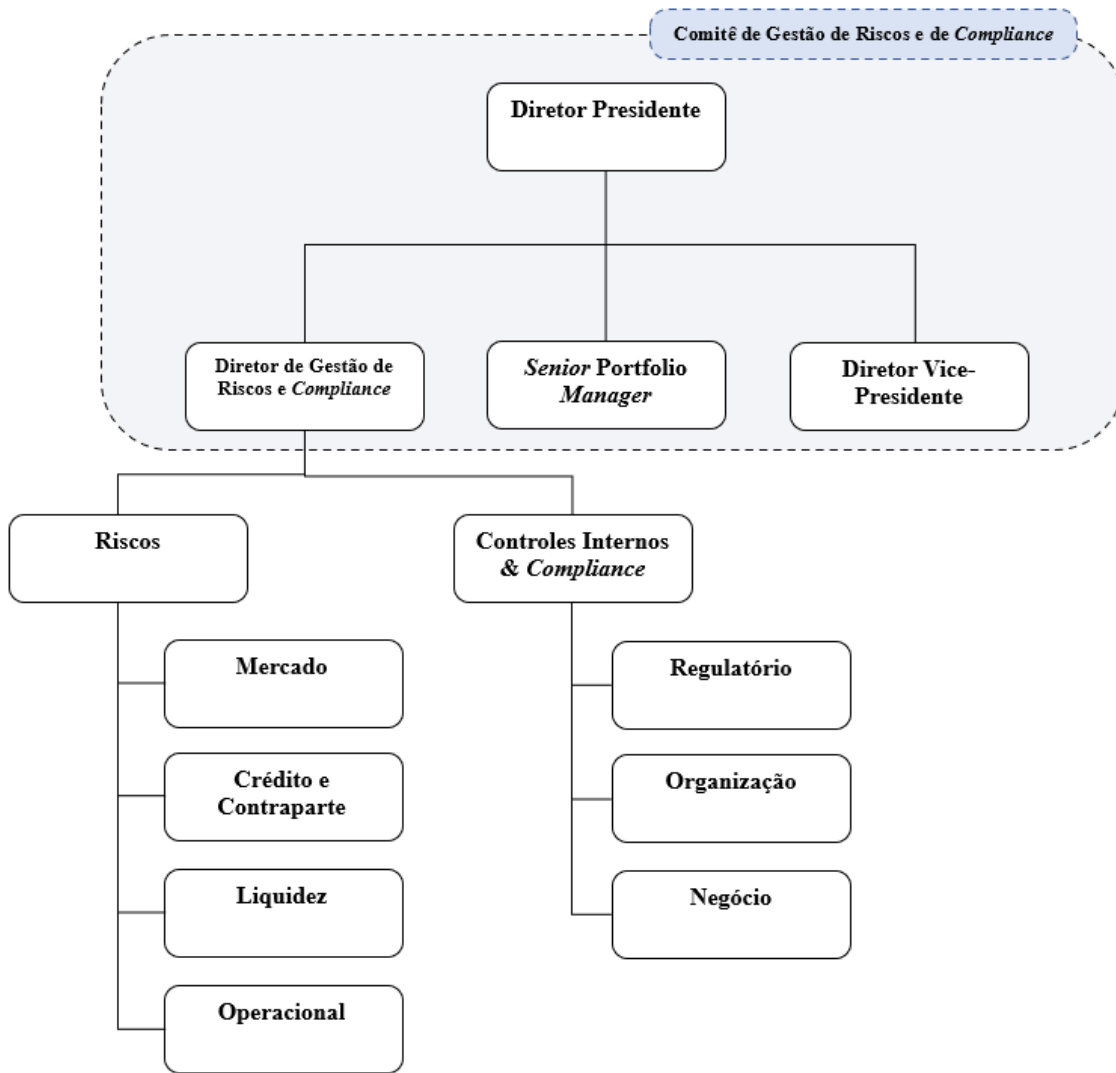 Comitê de Gestão de Riscos e de Compliance
Diretor Presidente
Diretor de Gestão de
Riscos e Compliance
Senior Portfolio
Manager
Diretor Vice-
Presidente
Riscos
Controles Internos
& Compliance
Mercado
Crédito e
Contraparte
Liquidez
Operacional
Regulatório
Organização
Negócio